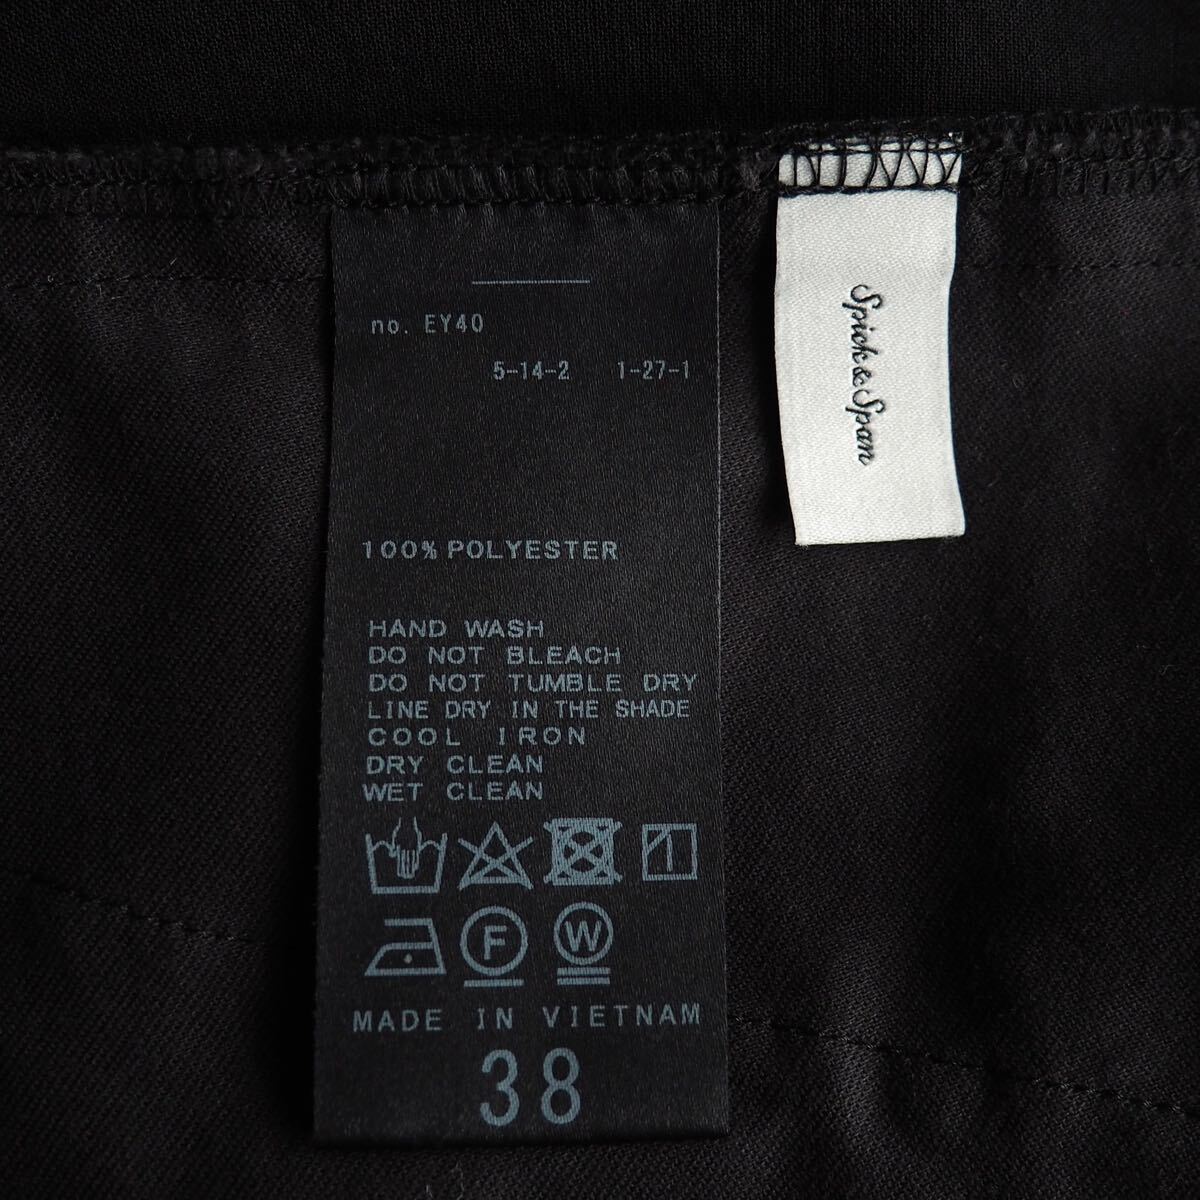 no. EY40
5-14-2 1-27-1
100% POLYESTER
HAND WASH
DO NOT BLEACH
DO NOT TUMBLE DRY
LINE DRY IN THE SHADE
COOL IRON
DRY CLEAN
WET CLEAN
F W
MADE IN VIETNAM
38
Spick & Span